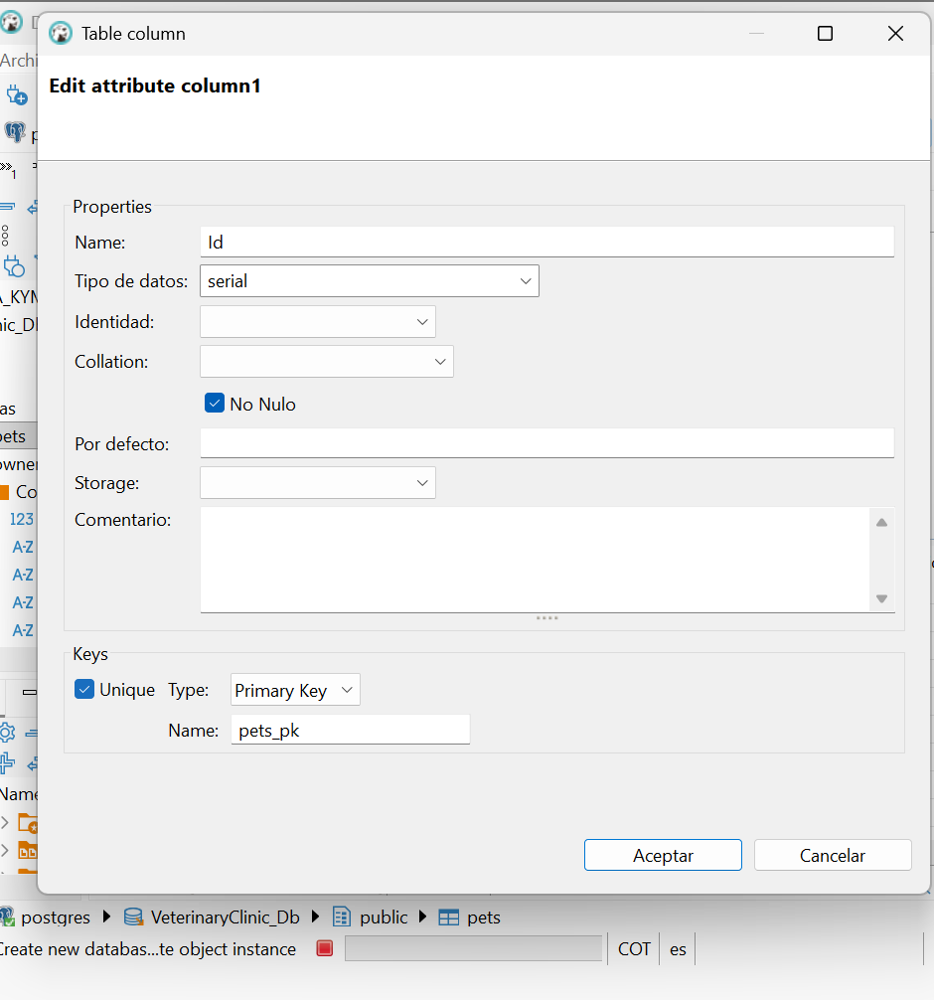 Table column
Archi
Edit attribute column1
Properties
Name: Id
Tipo de datos: serial
Identidad:
Collation:
No Nulo
Por defecto:
Storage:
Comentario:
Keys
Unique Type: Primary Key
Name: pets_pk
Aceptar Cancelar
A_KYM
nic_Db
as
pets
owner
Co
123
A-Z
A-Z
A-Z
A-Z
Name
postgres VeterinaryClinic_Db public pets
Create new databas...te object instance COT es